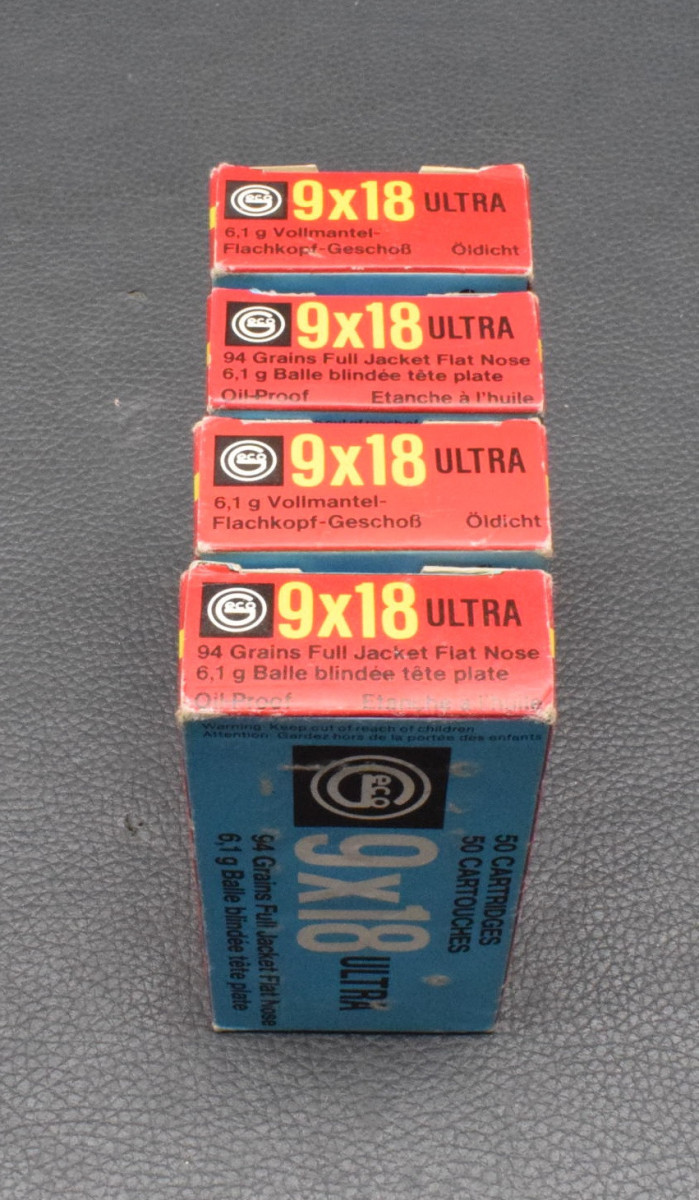 Geco 9x18 ULTRA
6,1 g Vollmantel-
Flachkopf-Geschoß Öldicht
Geco 9x18 ULTRA
94 Grains Full Jacket Flat Nose
6,1 g Balle blindée tête plate
Oil-Proof Etanche à l'huile
out of reach of
Geco 9x18 ULTRA
6,1 g Vollmantel-
Flachkopf-Geschoß Öldicht
Geco 9x18 ULTRA
94 Grains Full Jacket Flat Nose
6,1 g Balle blindée tête plate
Oil-Proof Etanche à l'huile
Warning: Keep out of reach of children
Attention: Gardez hors de la portée des enfants
Geco
50 CARTRIDGES
50 CARTOUCHES
9x18 ULTRA
94 Grains Full Jacket Flat Nose
6,1 g Balle blindée tête plate